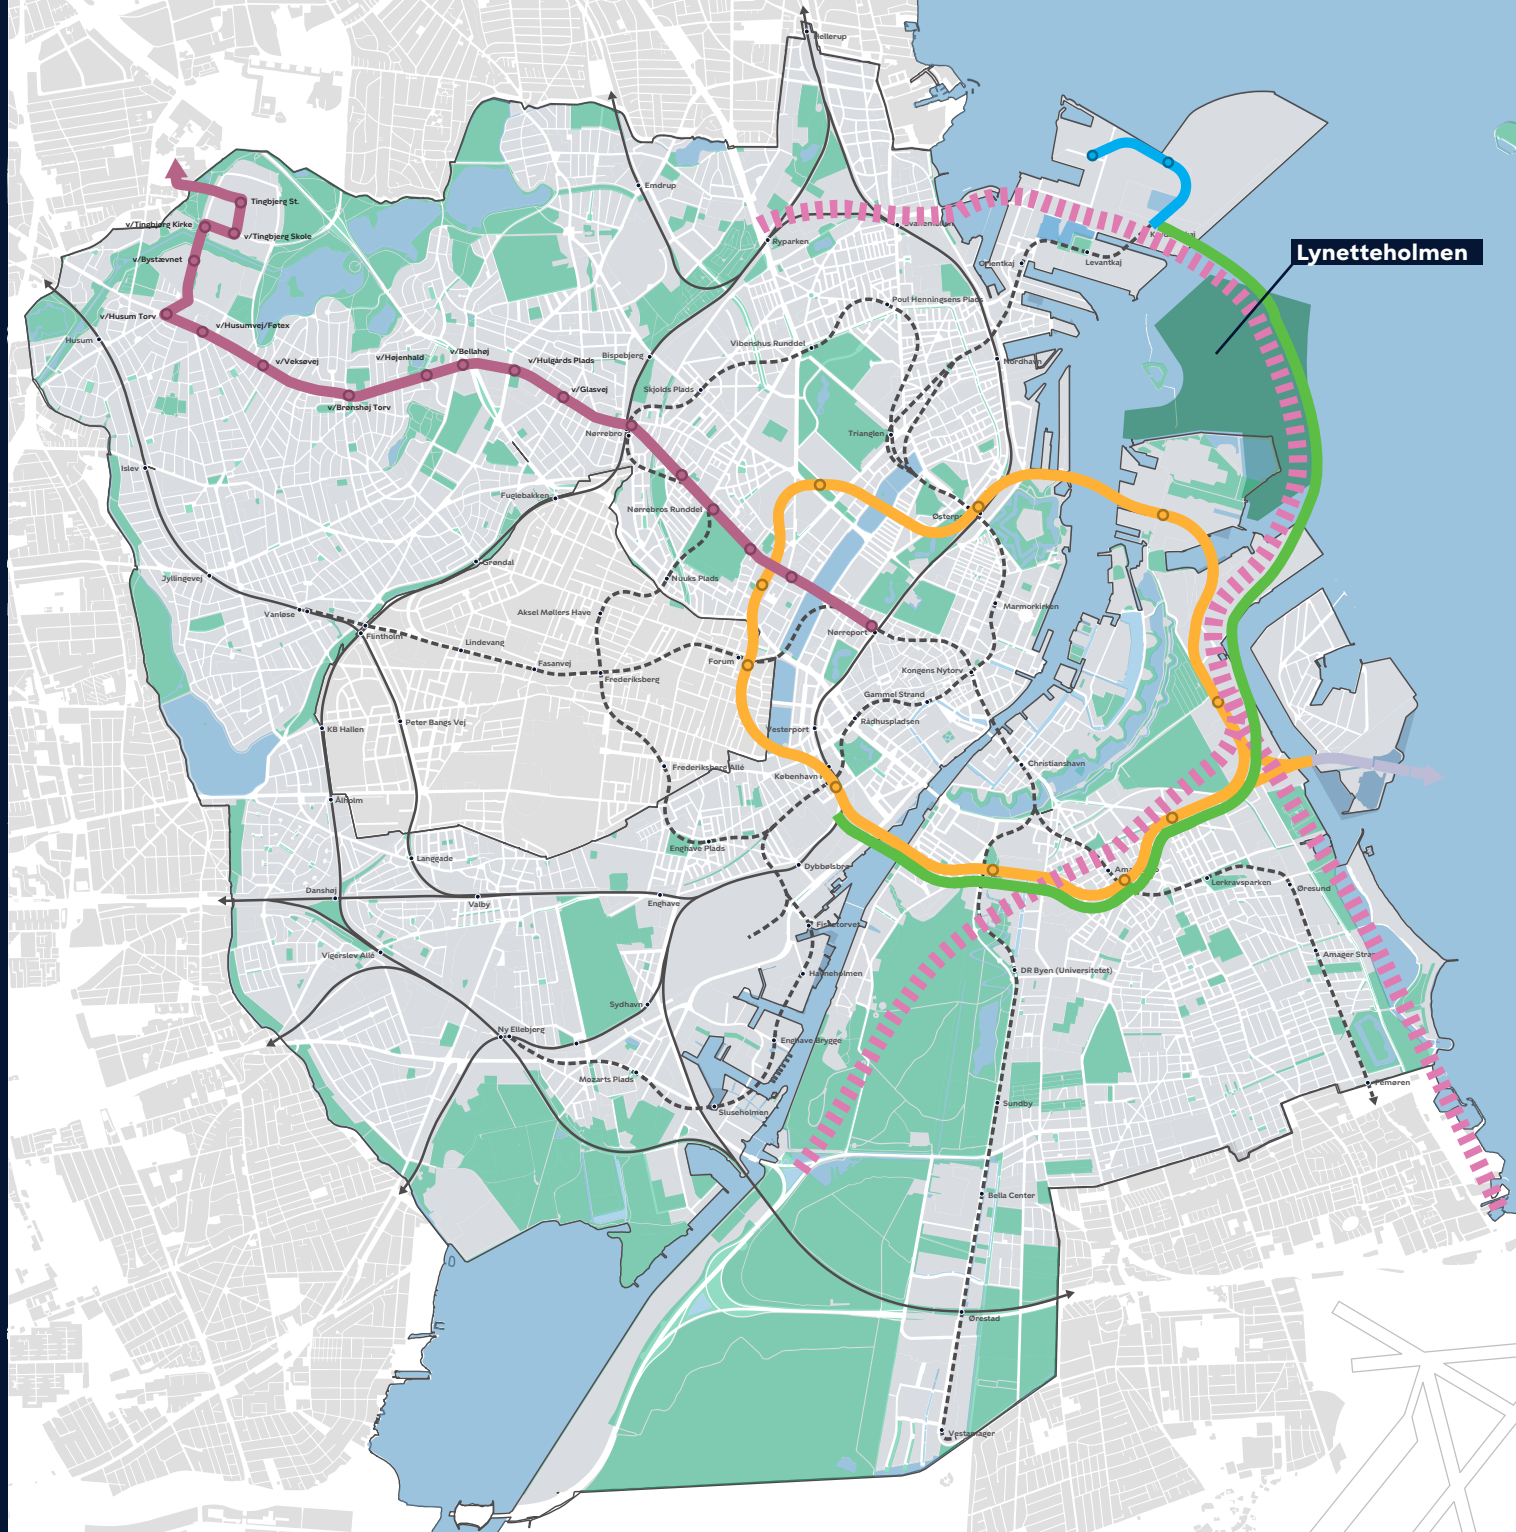 Hellerup
Emdrup
Tingbjerg St.
v/Tingbjerg Kirke
v/Tingbjerg Skole
Ryparken
v/Bystævnet
Lynetteholmen
Orientkaj
Levantkaj
Poul Henningsens Plads
v/Husum Torv
v/Husumvej/Føtex
Husum
Vibenshus Runddel
v/Bellahøj
v/Højenhald
v/Hulgårds Plads
Bispebjerg
v/Veksøvej
Nordhavn
Skjolds Plads
v/Glasvej
v/Brønshøj Torv
Nørrebro
Trianglen
Islev
Fuglebakken
Nørrebros Runddel
Grøndal
Jyllingevej
Nuuks Plads
Marmorkirken
Vanløse
Aksel Møllers Have
Flintholm
Nørreport
Lindevang
Forum
Fasanvej
Kongens Nytorv
Frederiksberg
Gammel Strand
Peter Bangs Vej
Rådhuspladsen
KB Hallen
Vesterport
Christianshavn
Frederiksberg Allé
København
Ålholm
Enghave Plads
Langgade
Dybbølsbro
Lergravsparken
Øresund
Danshøj
Valby
Enghave
Fisketorvet
Vigerslev Allé
Amager Strand
DR Byen (Universitetet)
Havneholmen
Sydhavn
Ny Ellebjerg
Enghave Brygge
Mozarts Plads
Femøren
Sluseholmen
Sundby
Bella Center
Ørestad
Vestamager